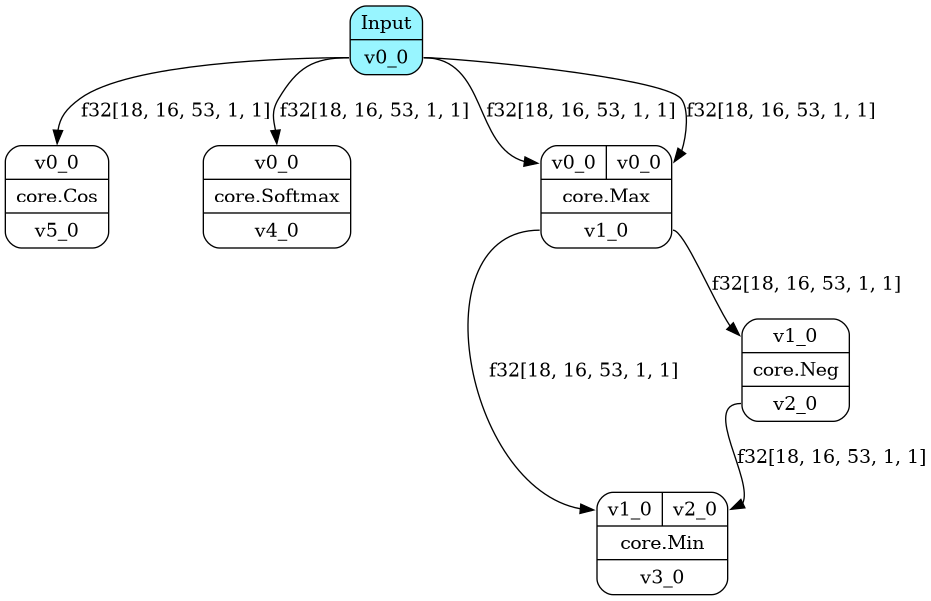 Input
v0_0
f32[18, 16, 53, 1, 1]
f32[18, 16, 53, 1, 1]
f32[18, 16, 53, 1, 1]
f32[18, 16, 53, 1, 1]
v0_0
core.Cos
v5_0
v0_0
core.Softmax
v4_0
v0_0 v0_0
core.Max
v1_0
f32[18, 16, 53, 1, 1]
f32[18, 16, 53, 1, 1]
v1_0
core.Neg
v2_0
f32[18, 16, 53, 1, 1]
v1_0 v2_0
core.Min
v3_0